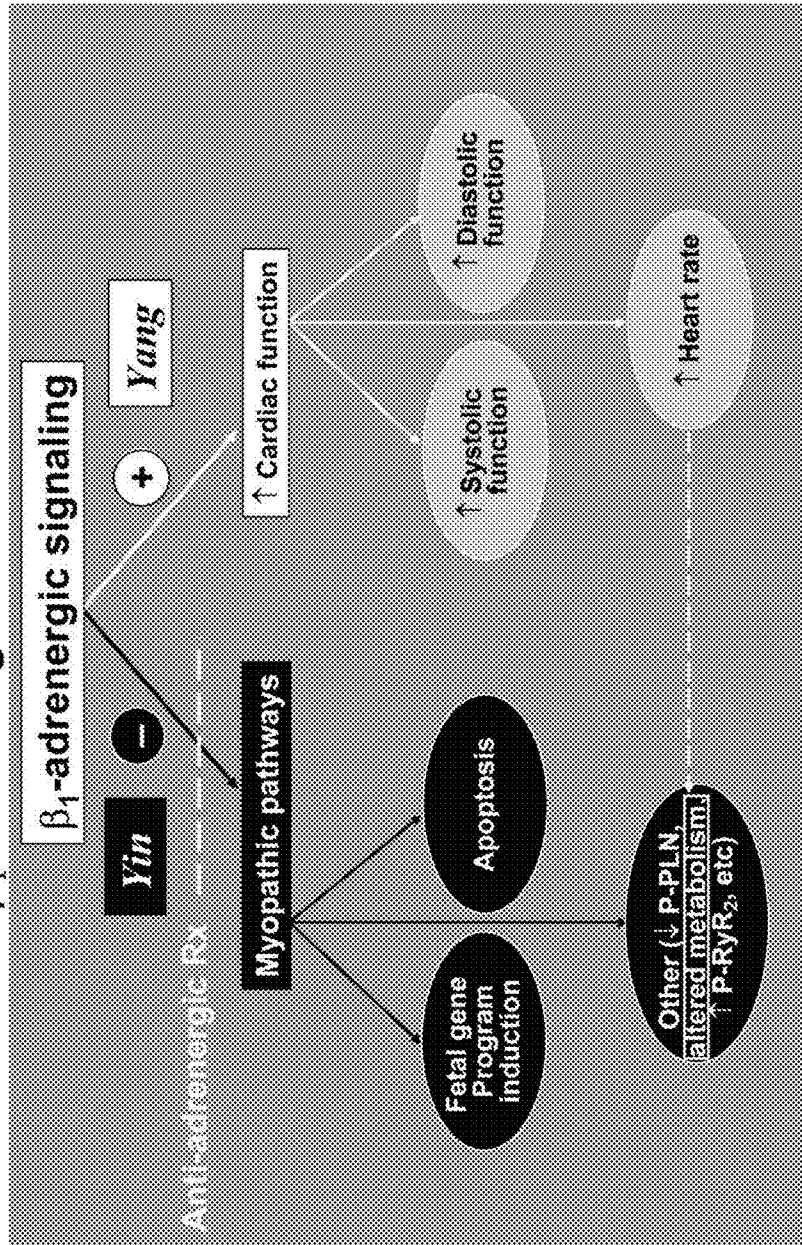 β₁-adrenergic signaling
Yin
–
+
Yang
Anti-adrenergic Rx
Myopathic pathways
↑ Cardiac function
Fetal gene
Program
induction
Apoptosis
↑ Systolic
function
↑ Diastolic
function
Other (↓ P-PLN,
altered metabolism,
↑ P-RyR₂, etc)
↑ Heart rate